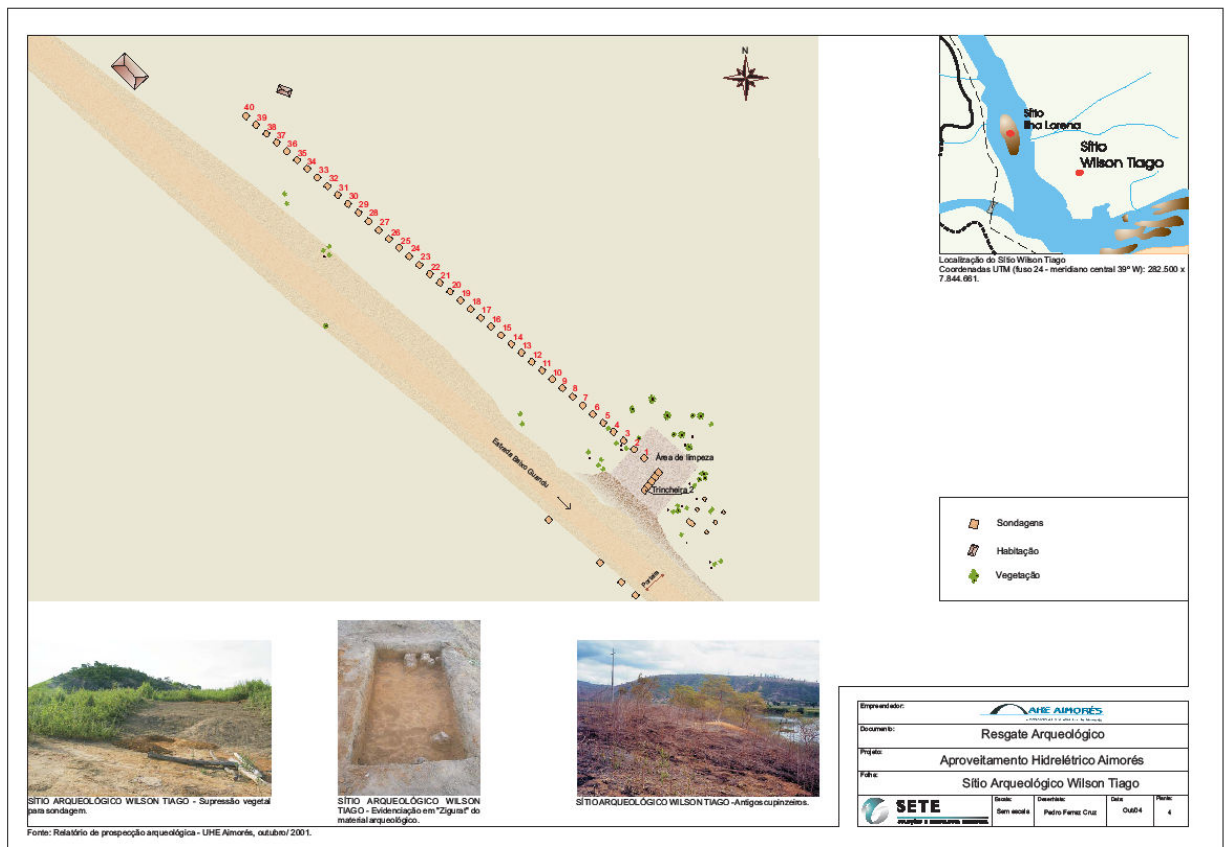 N
40
39
38
37
36
35
34
33
32
31
30
29
28
27
26
25
24
23
22
21
20
19
18
17
16
15
14
13
12
11
10
9
8
7
6
5
4
3
2
1
Área de limpeza
Trincheira 2
Estrada Baixo Guandu
Porteira
Sítio
Ilha Lorena
Sítio
Wilson Tiago
Localização do Sítio Wilson Tiago
Coordenadas UTM (fuso 24 - meridiano central 39º W): 282.500 x
7.844.661.
Sondagens
Habitação
Vegetação
SÍTIO ARQUEOLÓGICO WILSON TIAGO - Supressão vegetal
para sondagem.
SÍTIO ARQUEOLÓGICO WILSON
TIAGO - Evidenciação em "Zigurat" do
material arqueológico.
SÍTIO ARQUEOLÓGICO WILSON TIAGO - Antigos cupinzeiros.
Fonte: Relatório de prospecção arqueológica - UHE Aimorés, outubro/ 2001.
Empreendedor:
AHE AIMORÉS
Documento:
Resgate Arqueológico
Projeto:
Aproveitamento Hidrelétrico Aimorés
Folha:
Sítio Arqueológico Wilson Tiago
SETE
Escala:
Sem escala
Desenhista:
Pedro Ferraz Cruz
Data:
Out/04
Planta:
4